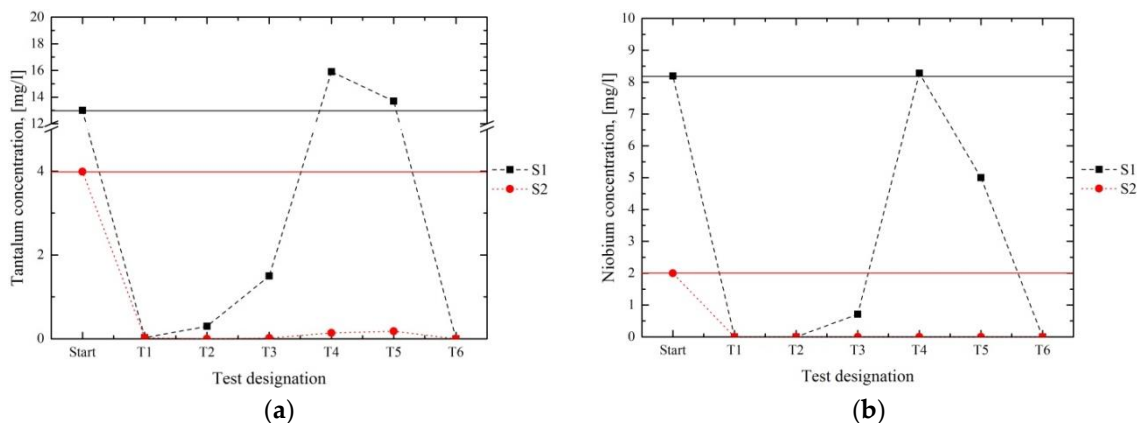 Tantalum concentration, [mg/l]
20
18
16
14
13
12
4
2
0
Start T1 T2 T3 T4 T5 T6
Test designation
S1
S2
(a)
Niobium concentration, [mg/l]
10
9
8
7
6
5
4
3
2
1
0
Start T1 T2 T3 T4 T5 T6
Test designation
S1
S2
(b)